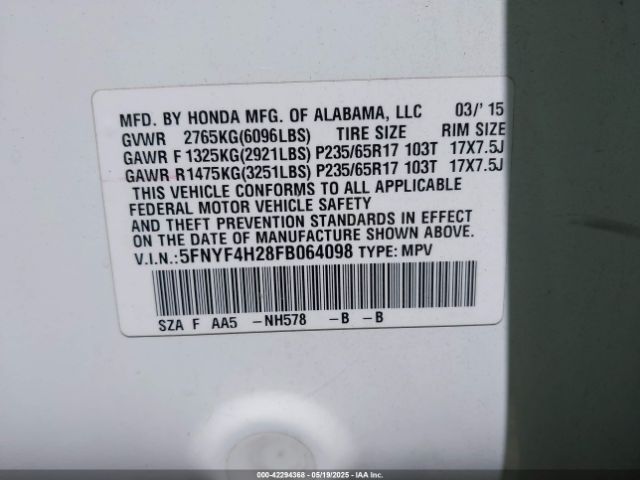 MFD. BY HONDA MFG. OF ALABAMA, LLC 03/' 15
GVWR 2765KG(6096LBS) TIRE SIZE RIM SIZE
GAWR F 1325KG(2921LBS) P235/65R17 103T 17X7.5J
GAWR R1475KG(3251LBS) P235/65R17 103T 17X7.5J
THIS VEHICLE CONFORMS TO ALL APPLICABLE
FEDERAL MOTOR VEHICLE SAFETY
AND THEFT PREVENTION STANDARDS IN EFFECT
ON THE DATE OF MANUFACTURE SHOWN ABOVE.
V.I.N.:5FNYF4H28FB064098 TYPE: MPV
SZA F AA5 -NH578 -B -B
000-42294368 - 05/19/2025 - IAA Inc.